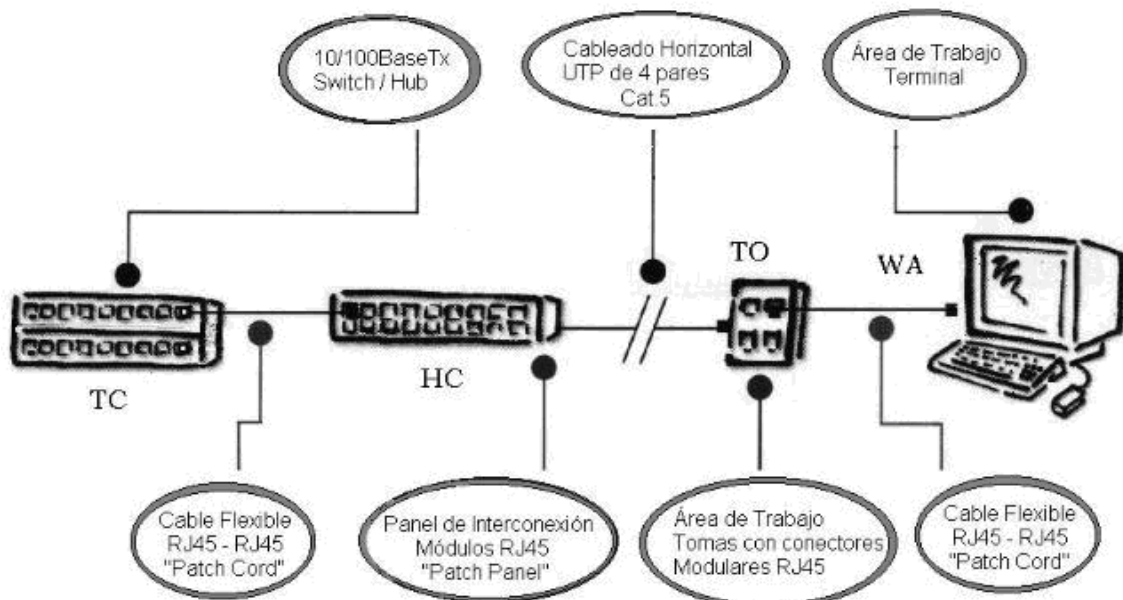 10/100BaseTx
Switch / Hub
Cableado Horizontal
UTP de 4 pares
Cat.5
Área de Trabajo
Terminal
TO
WA
TC
HC
Cable Flexible
RJ45 - RJ45
"Patch Cord"
Panel de Interconexión
Módulos RJ45
"Patch Panel"
Área de Trabajo
Tomas con conectores
Modulares RJ45
Cable Flexible
RJ45 - RJ45
"Patch Cord"